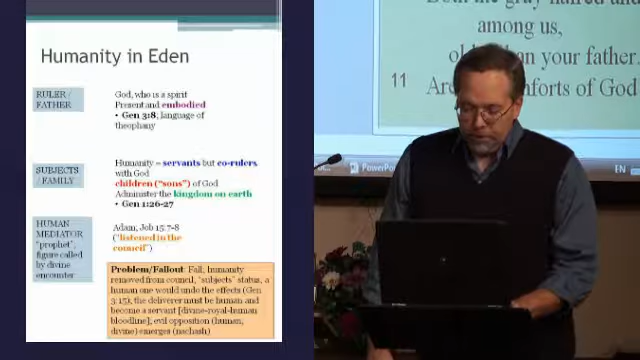 Humanity in Eden
RULER /
FATHER
God, who is a spirit
Present and embodied
• Gen 3:8; language of
theophany
SUBJECTS
/ FAMILY
Humanity = servants but co-rulers
with God
children ("sons") of God
Administer the kingdom on earth
• Gen 1:26-27
HUMAN
MEDIATOR
"prophet",
figure called
by divine
encounter
Adam; Job 15:7-8
("listened in the
council")
Problem/Fallout: Fall; humanity
removed from council, "subjects" status, a
human one would undo the effects (Gen
3:15); the deliverer must be human and
become a servant [divine-royal-human
bloodline]; evil opposition (human,
divine) emerges (nachash)
among us,
than your father.
11
of God
PowerPoint
EN